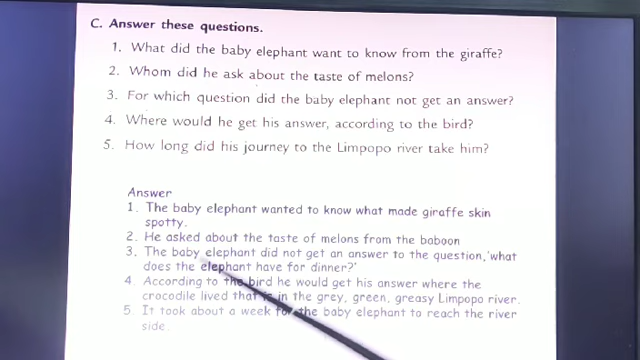 C. Answer these questions.
1. What did the baby elephant want to know from the giraffe?
2. Whom did he ask about the taste of melons?
3. For which question did the baby elephant not get an answer?
4. Where would he get his answer, according to the bird?
5. How long did his journey to the Limpopo river take him?
Answer
1. The baby elephant wanted to know what made giraffe skin
spotty.
2. He asked about the taste of melons from the baboon
3. The baby elephant did not get an answer to the question,'what
does the elephant have for dinner?'
4. According to the bird he would get his answer where the
crocodile lived that is in the grey, green, greasy Limpopo river.
5. It took about a week for the baby elephant to reach the river
side.